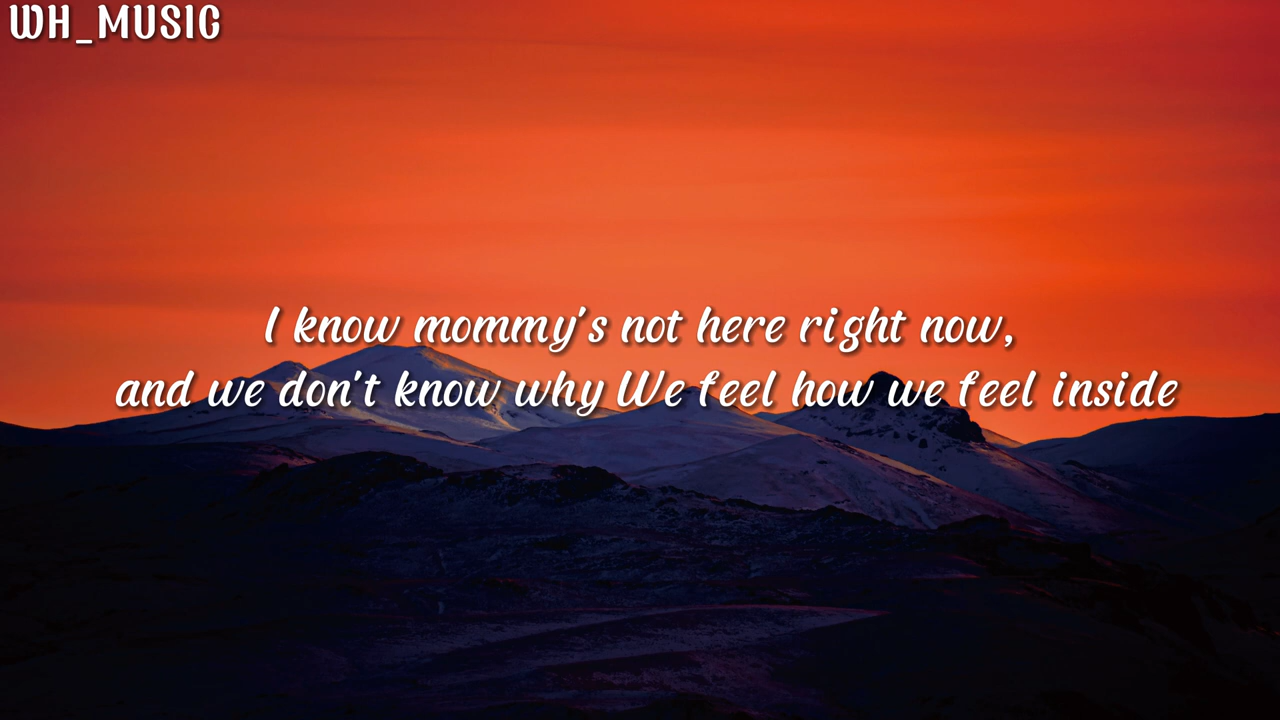 WH_MUSIC
I know mommy's not here right now,
and we don't know why We feel how we feel inside